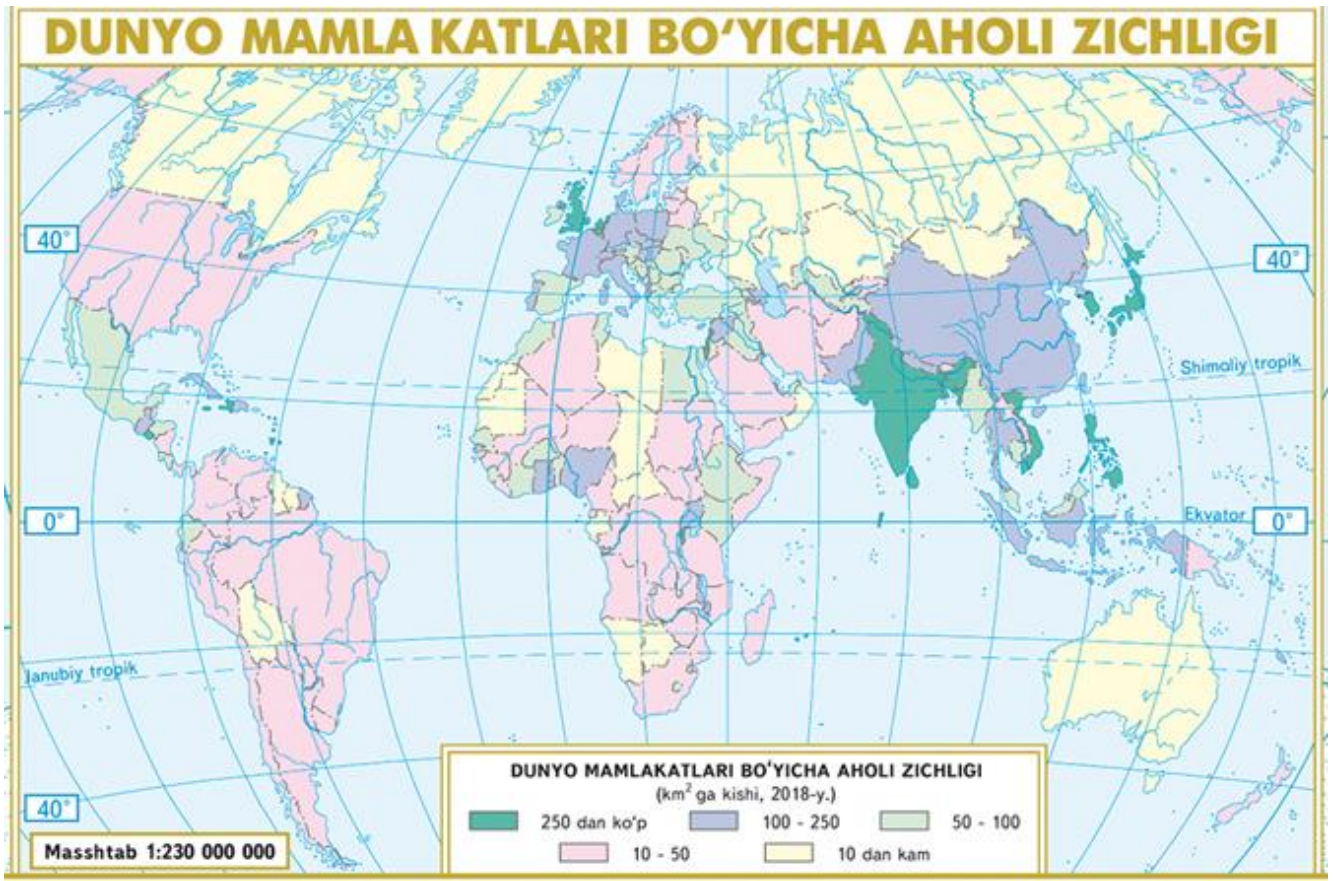 DUNYO MAMLA KATLARI BO‘YICHA AHOLI ZICHLIGI
40°
40°
Shimoliy tropik
0°
Ekvator
0°
Janubiy tropik
40°
Masshtab 1:230 000 000
DUNYO MAMLAKATLARI BO‘YICHA AHOLI ZICHLIGI
(km² ga kishi, 2018-y.)
250 dan ko‘p
100 - 250
50 - 100
10 - 50
10 dan kam